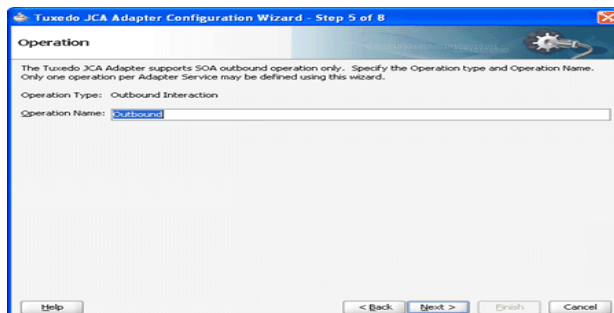 Tuxedo JCA Adapter Configuration Wizard - Step 5 of 8
Operation
The Tuxedo JCA Adapter supports SOA outbound operation only. Specify the Operation type and Operation Name.
Only one operation per Adapter Service may be defined using this wizard.
Operation Type: Outbound Interaction
Operation Name: Outbound
Help < Back Next > Finish Cancel